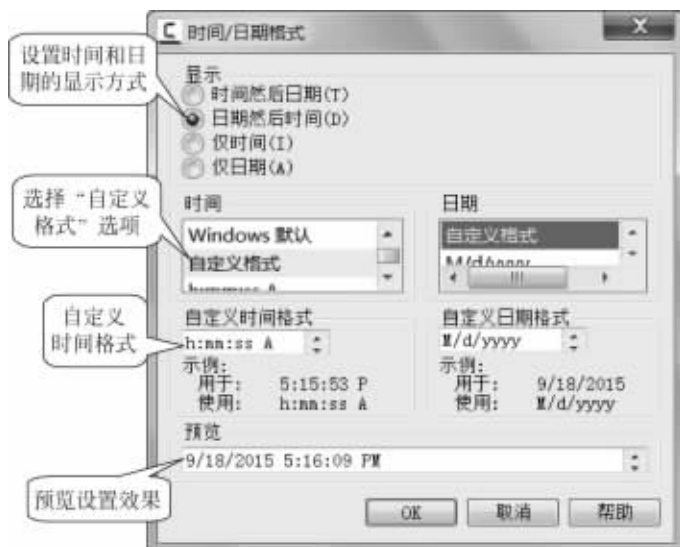 时间/日期格式
设置时间和日
期的显示方式
显示
时间然后日期(T)
日期然后时间(D)
仅时间(I)
仅日期(A)
选择“自定义
格式”选项
时间
Windows 默认
自定义格式
日期
自定义格式
M/d/yyyy
自定义
时间格式
自定义时间格式
h:mm:ss A
示例:
用于: 5:15:53 P
使用: h:mm:ss A
自定义日期格式
M/d/yyyy
示例:
用于: 9/18/2015
使用: M/d/yyyy
预览
9/18/2015 5:16:09 PM
预览设置效果
OK
取消
帮助